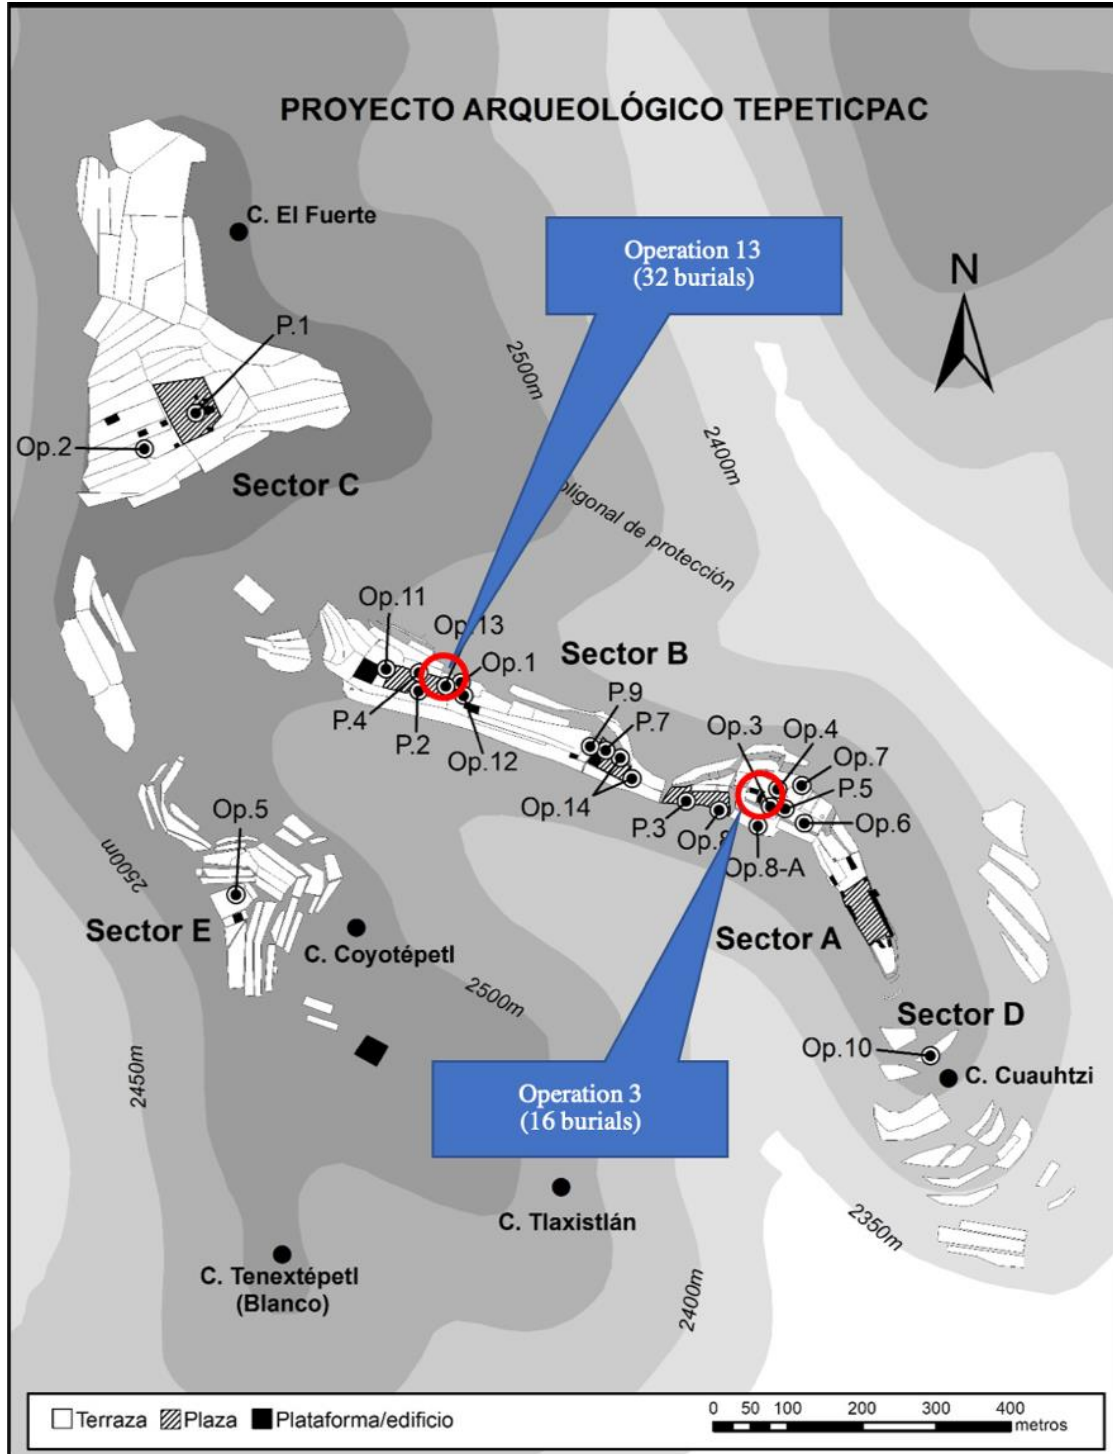 PROYECTO ARQUEOLÓGICO TEPETICPAC
C. El Fuerte
Operation 13
(32 burials)
N
P.1
2500m
Op.2
2400m
Sector C
oligonal de protección
Op.11
Op.13
Sector B
Op.1
P.9
P.7
P.4
P.2
Op.12
Op.3
Op.4
Op.7
P.5
Op.14
P.3
Op.8
Op.6
Op.5
2500m
Op.8-A
Sector E
C. Coyotépetl
Sector A
2500m
Sector D
Op.10
C. Cuauhtzi
2450m
Operation 3
(16 burials)
C. Tlaxistlán
2350m
C. Tenextépetl
(Blanco)
2400m
Terraza Plaza Plataforma/edificio
0 50 100 200 300 400
metros